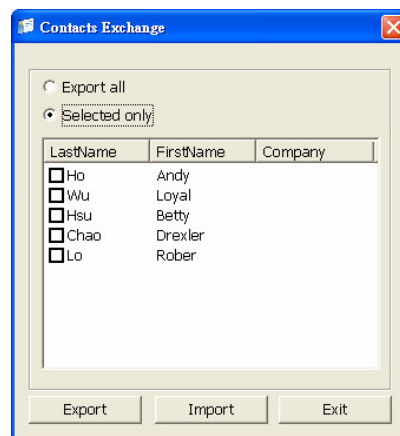 Contacts Exchange
Export all
Selected only
LastName FirstName Company
Ho Andy
Wu Loyal
Hsu Betty
Chao Drexler
Lo Rober
Export Import Exit